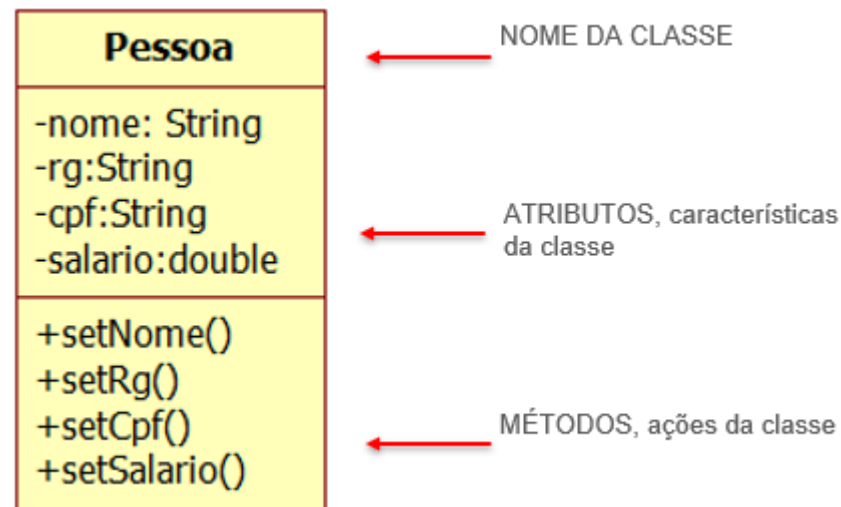 Pessoa
NOME DA CLASSE
-nome: String
-rg:String
-cpf:String
-salario:double
ATRIBUTOS, características
da classe
+setNome()
+setRg()
+setCpf()
+setSalario()
MÉTODOS, ações da classe